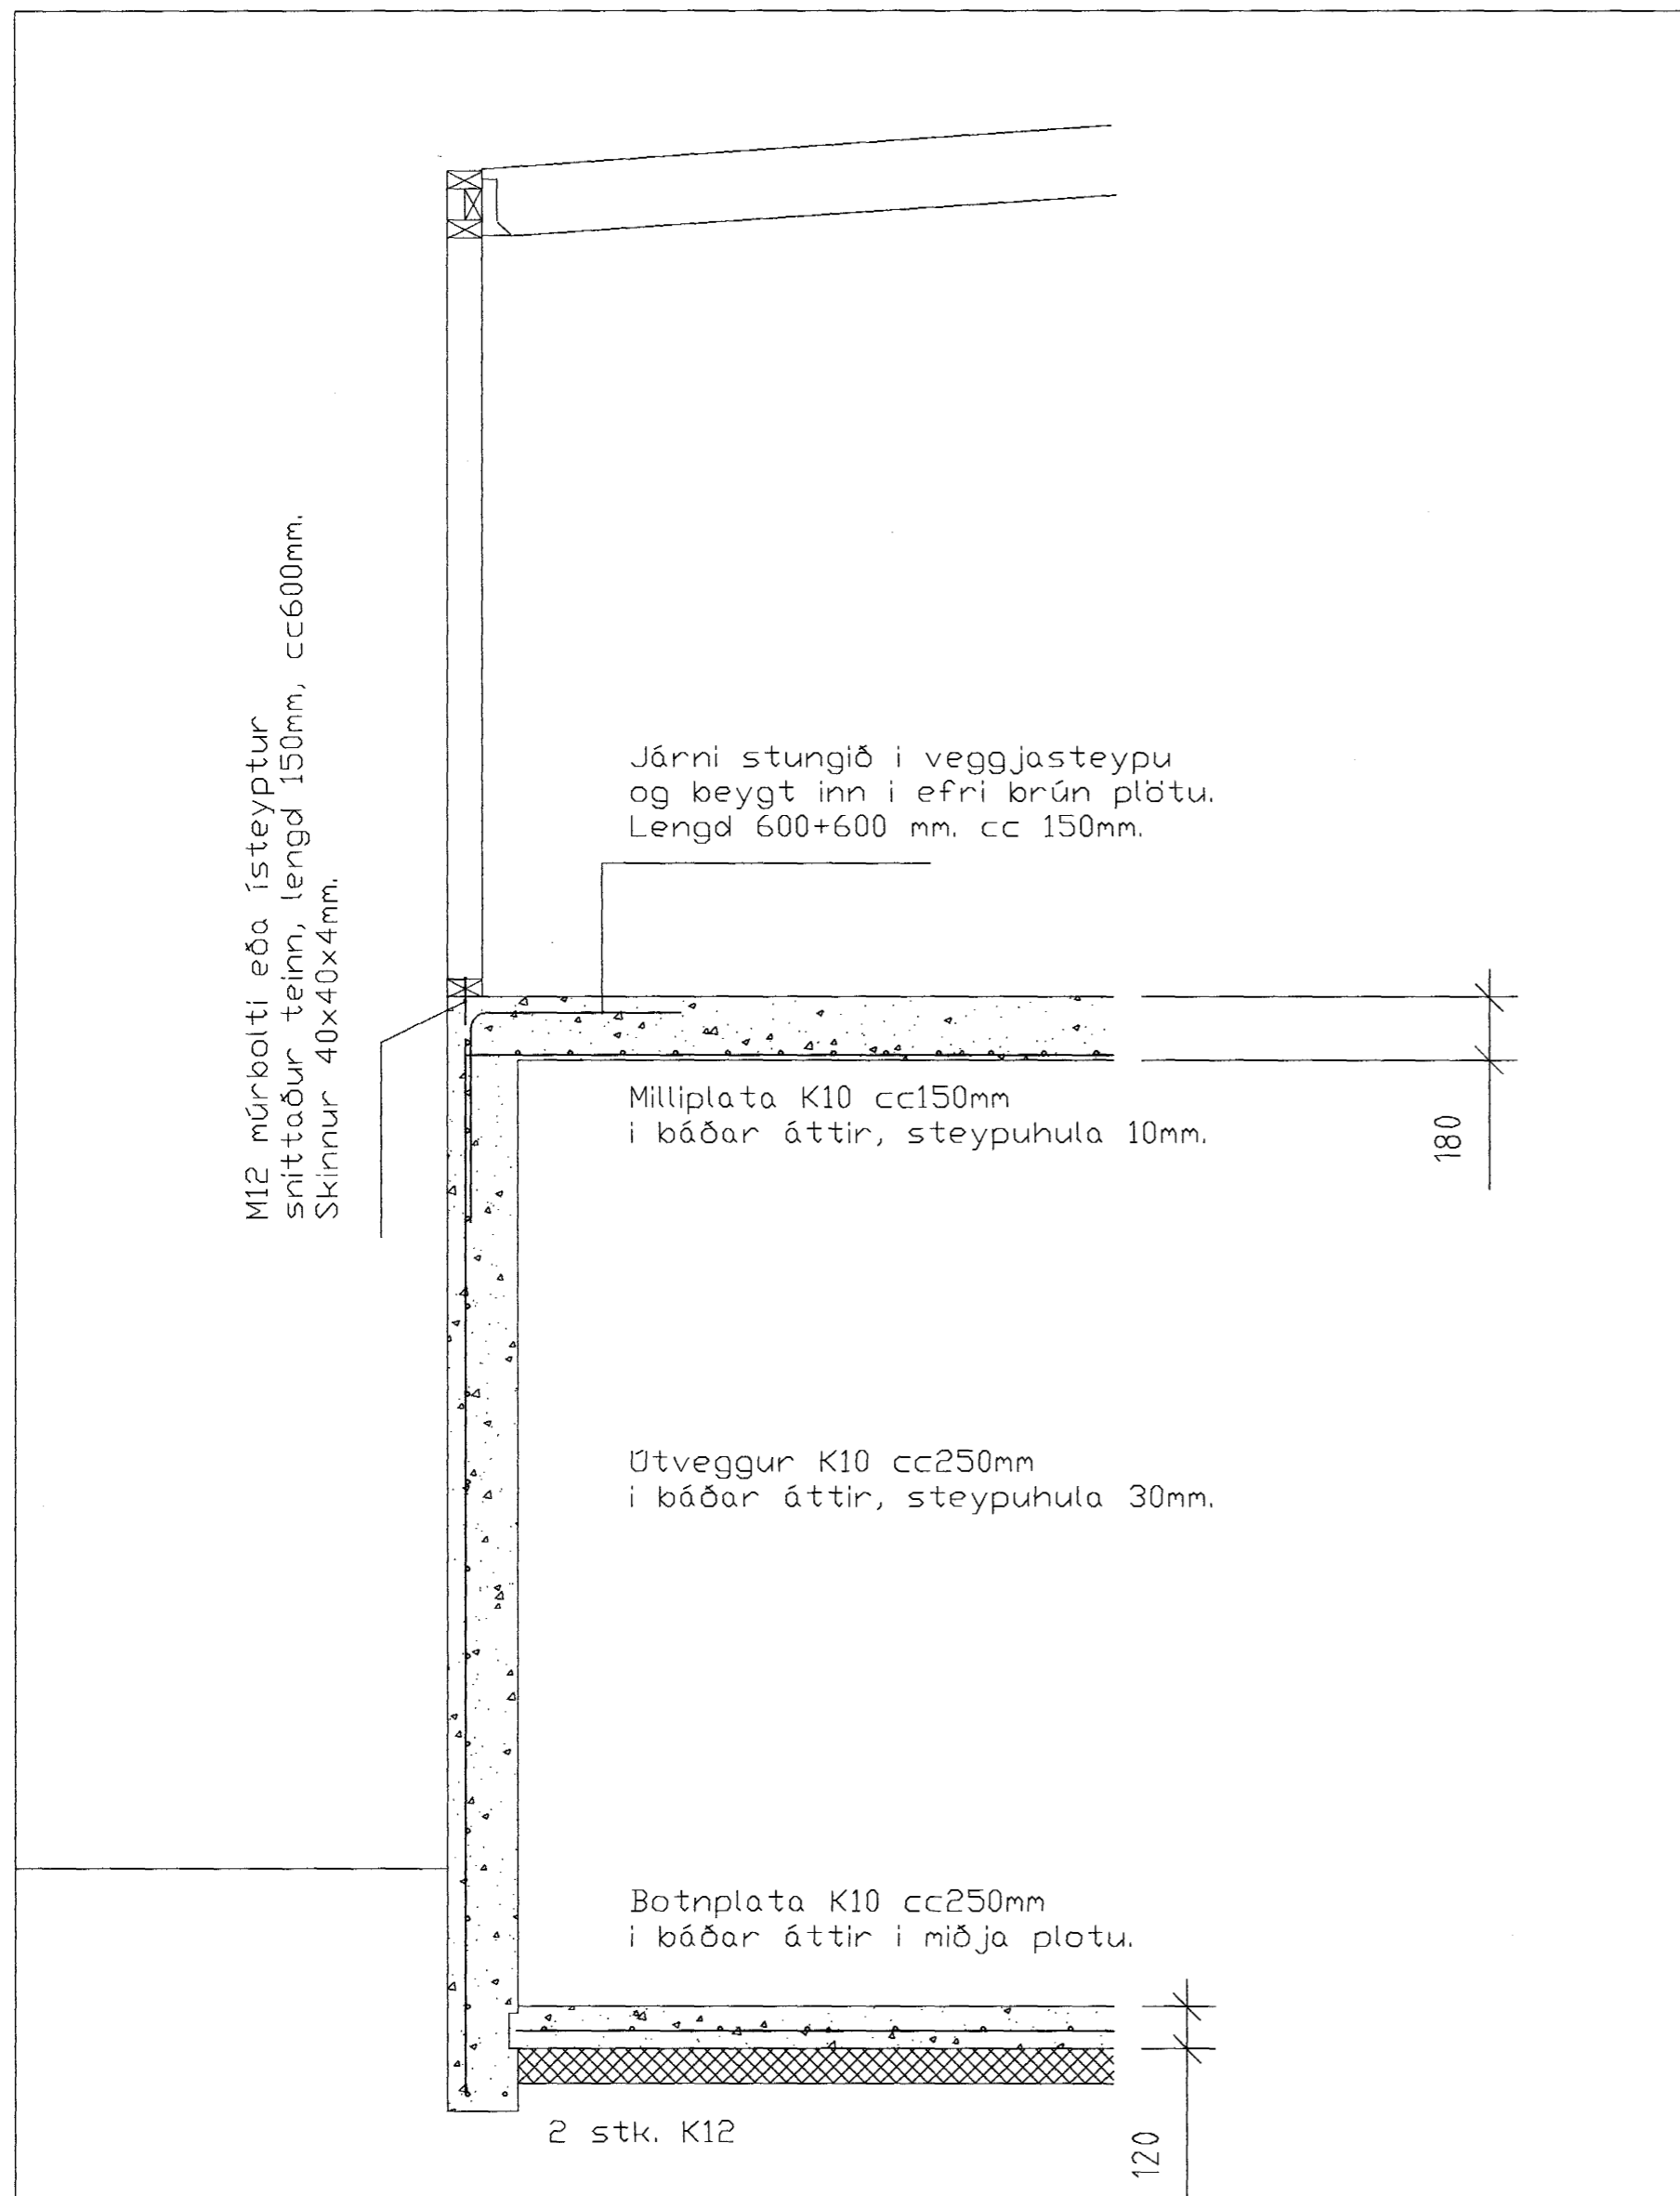 M12 múrbolti eða ísteyptur
snittaður teinn, lengd 150mm, cc600mm.
Skinnur 40x40x4mm.
Járni stungið i veggjasteypu
og beygt inn i efri brún plötu.
Lengd 600+600 mm. cc 150mm.
Milliplata K10 cc150mm
i báðar áttir, steypuhula 10mm.
180
Útveggur K10 cc250mm
i báðar áttir, steypuhula 30mm.
Botnplata K10 cc250mm
i báðar áttir i miðja plotu.
2 stk. K12
120